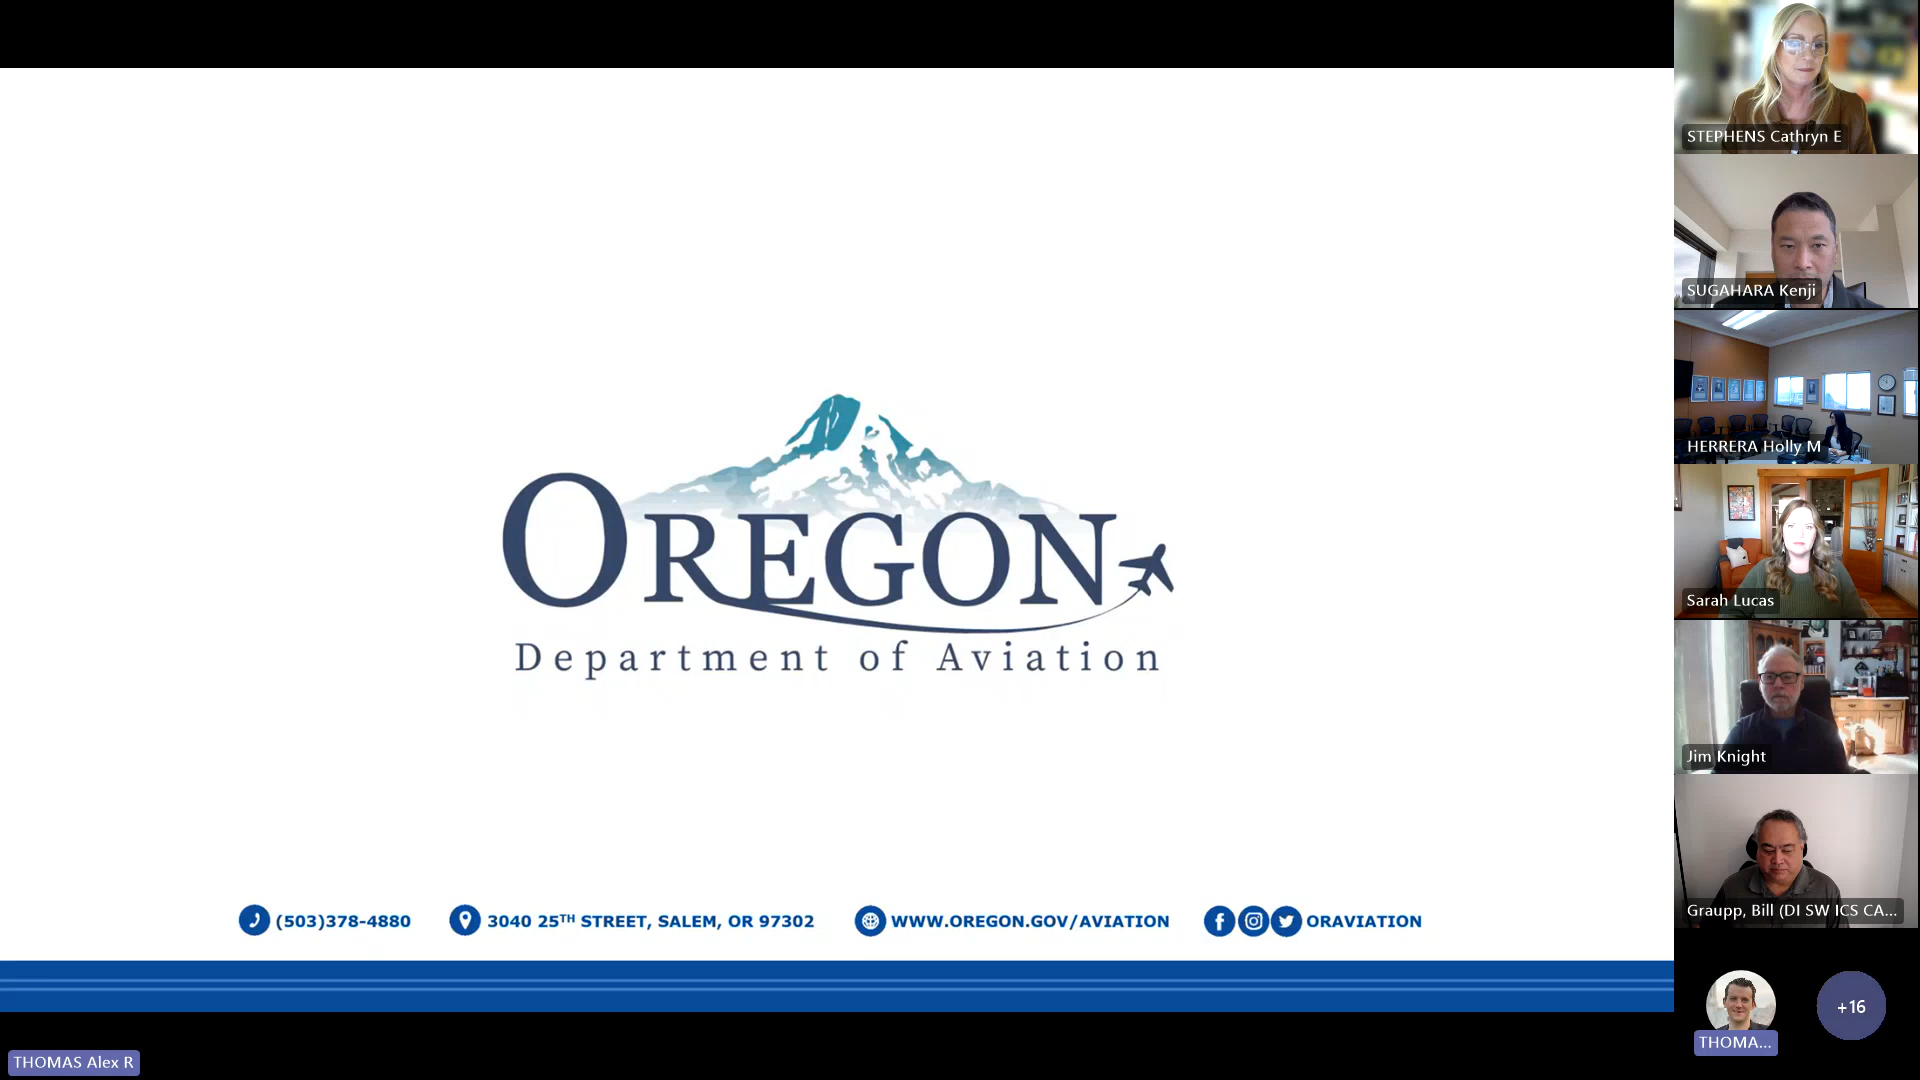 OREGON
Department of Aviation
(503)378-4880
3040 25TH STREET, SALEM, OR 97302
WWW.OREGON.GOV/AVIATION
ORAVIATION
THOMAS Alex R
STEPHENS Cathryn E
SUGAHARA Kenji
HERRERA Holly M
Sarah Lucas
Jim Knight
Graupp, Bill (DI SW ICS CA...
THOMA...
+16